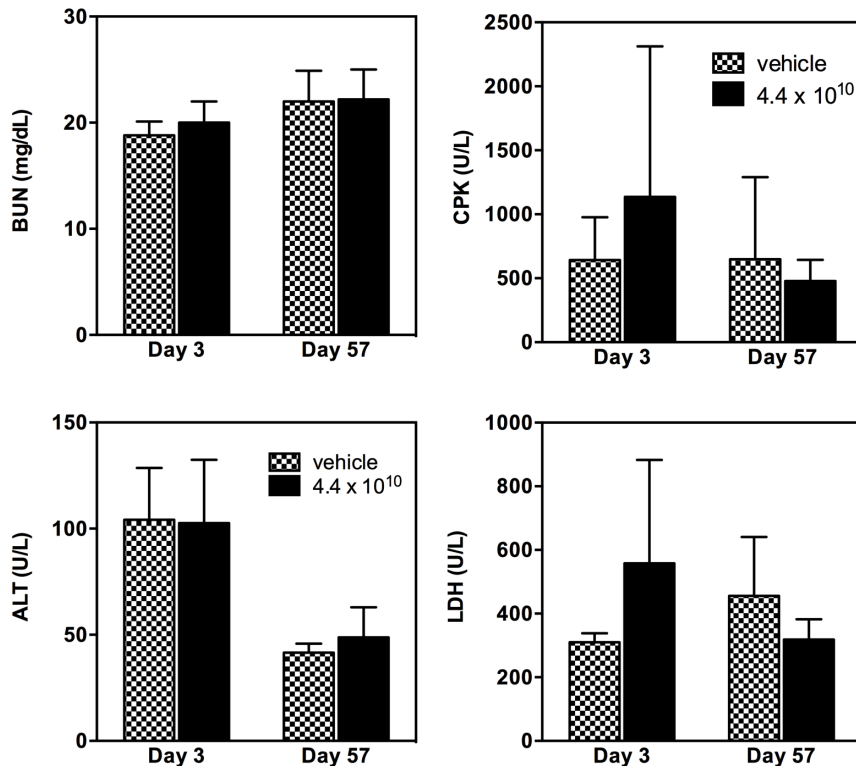 BUN (mg/dL)
30
20
10
0
Day 3 Day 57
CPK (U/L)
2500
2000
1500
1000
500
0
vehicle
4.4 x 10¹⁰
Day 3 Day 57
ALT (U/L)
150
100
50
0
vehicle
4.4 x 10¹⁰
Day 3 Day 57
LDH (U/L)
1000
800
600
400
200
0
Day 3 Day 57